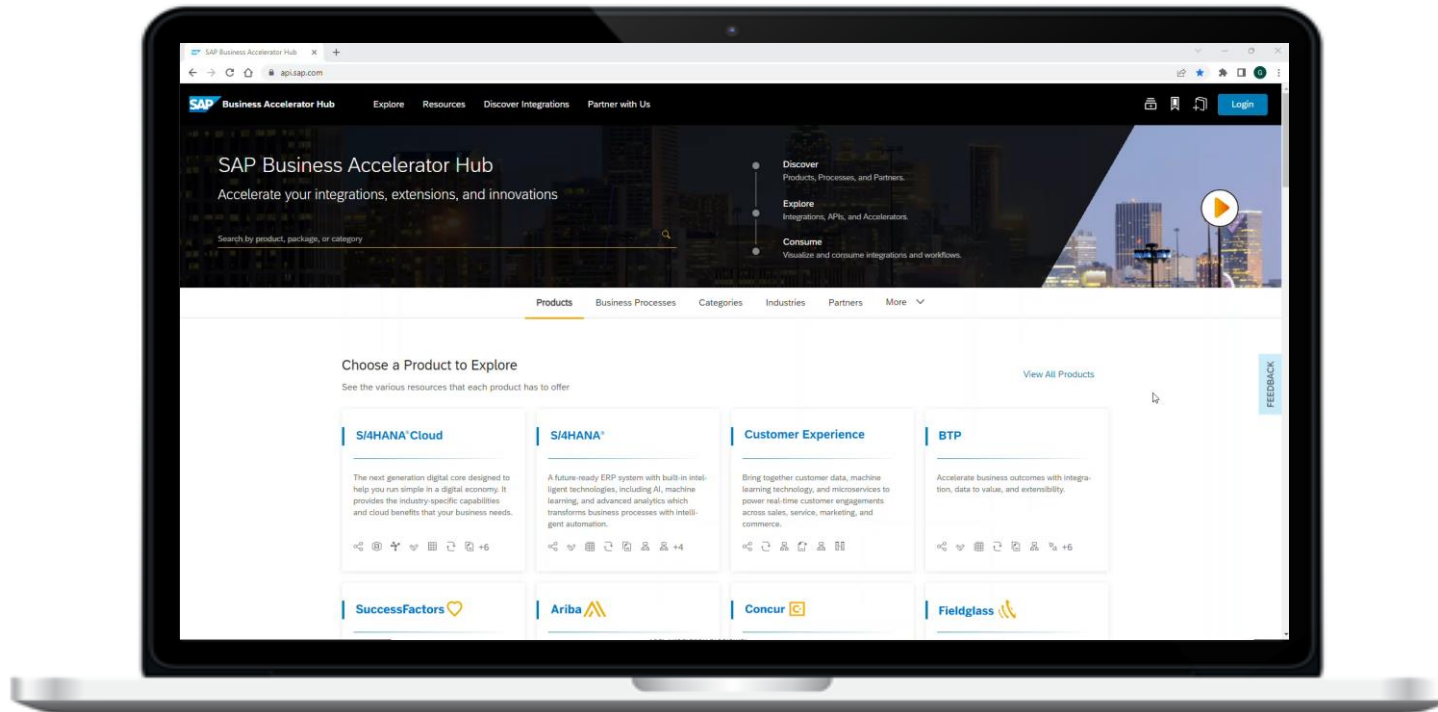 SAP Business Accelerator Hub
api.sap.com
G
SAP Business Accelerator Hub Explore Resources Discover Integrations Partner with Us Login
SAP Business Accelerator Hub
Accelerate your integrations, extensions, and innovations
Search by product, package, or category
Discover
Products, Processes, and Partners.
Explore
Integrations, APIs, and Accelerators.
Consume
Visualize and consume integrations and workflows.
Products Business Processes Categories Industries Partners More
Choose a Product to Explore
See the various resources that each product has to offer
View All Products
FEEDBACK
S/4HANA® Cloud
The next generation digital core designed to
help you run simple in a digital economy. It
provides the industry-specific capabilities
and cloud benefits that your business needs.
+6
S/4HANA®
A future-ready ERP system with built-in intel-
ligent technologies, including AI, machine
learning, and advanced analytics which
transforms business processes with intelli-
gent automation.
+4
Customer Experience
Bring together customer data, machine
learning technology, and microservices to
power real-time customer engagements
across sales, service, marketing, and
commerce.
BTP
Accelerate business outcomes with integra-
tion, data to value, and extensibility.
+6
SuccessFactors
Ariba
Concur C
Fieldglass